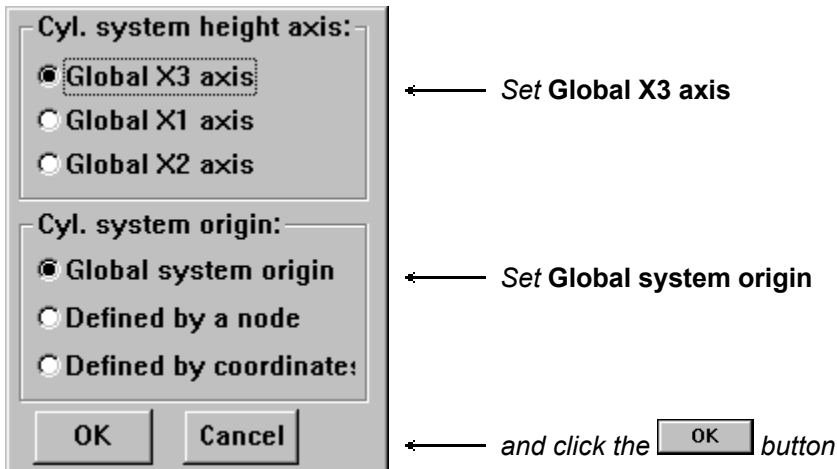 Cyl. system height axis:
Global X3 axis
Global X1 axis
Global X2 axis
Set Global X3 axis
Cyl. system origin:
Global system origin
Defined by a node
Defined by coordinates
Set Global system origin
OK
Cancel
and click the OK button